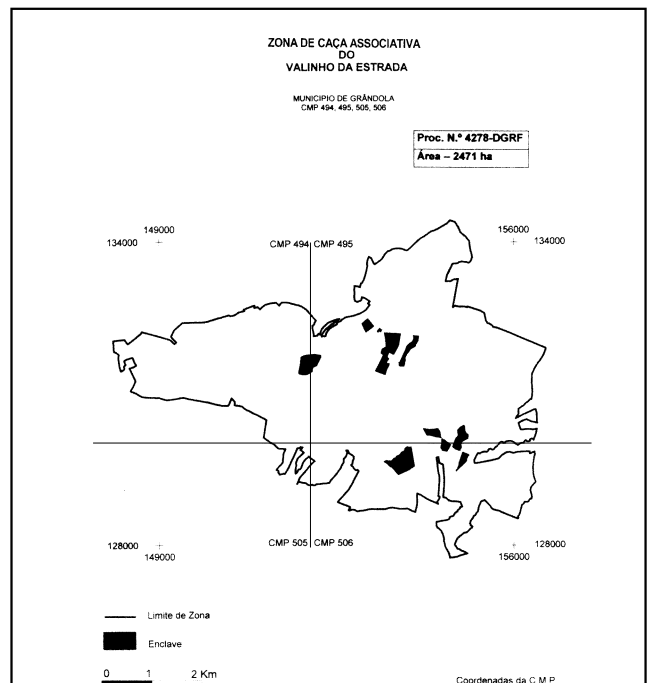 ZONA DE CAÇA ASSOCIATIVA
DO
VALINHO DA ESTRADA
MUNICIPIO DE GRÂNDOLA
CMP 494, 495, 505, 506
Proc. N.º 4278-DGRF
Área – 2471 ha
149000
134000
CMP 494
CMP 495
156000
134000
128000
149000
CMP 505
CMP 506
128000
156000
Limite de Zona
Enclave
0 1 2 Km
Coordenadas da C M P